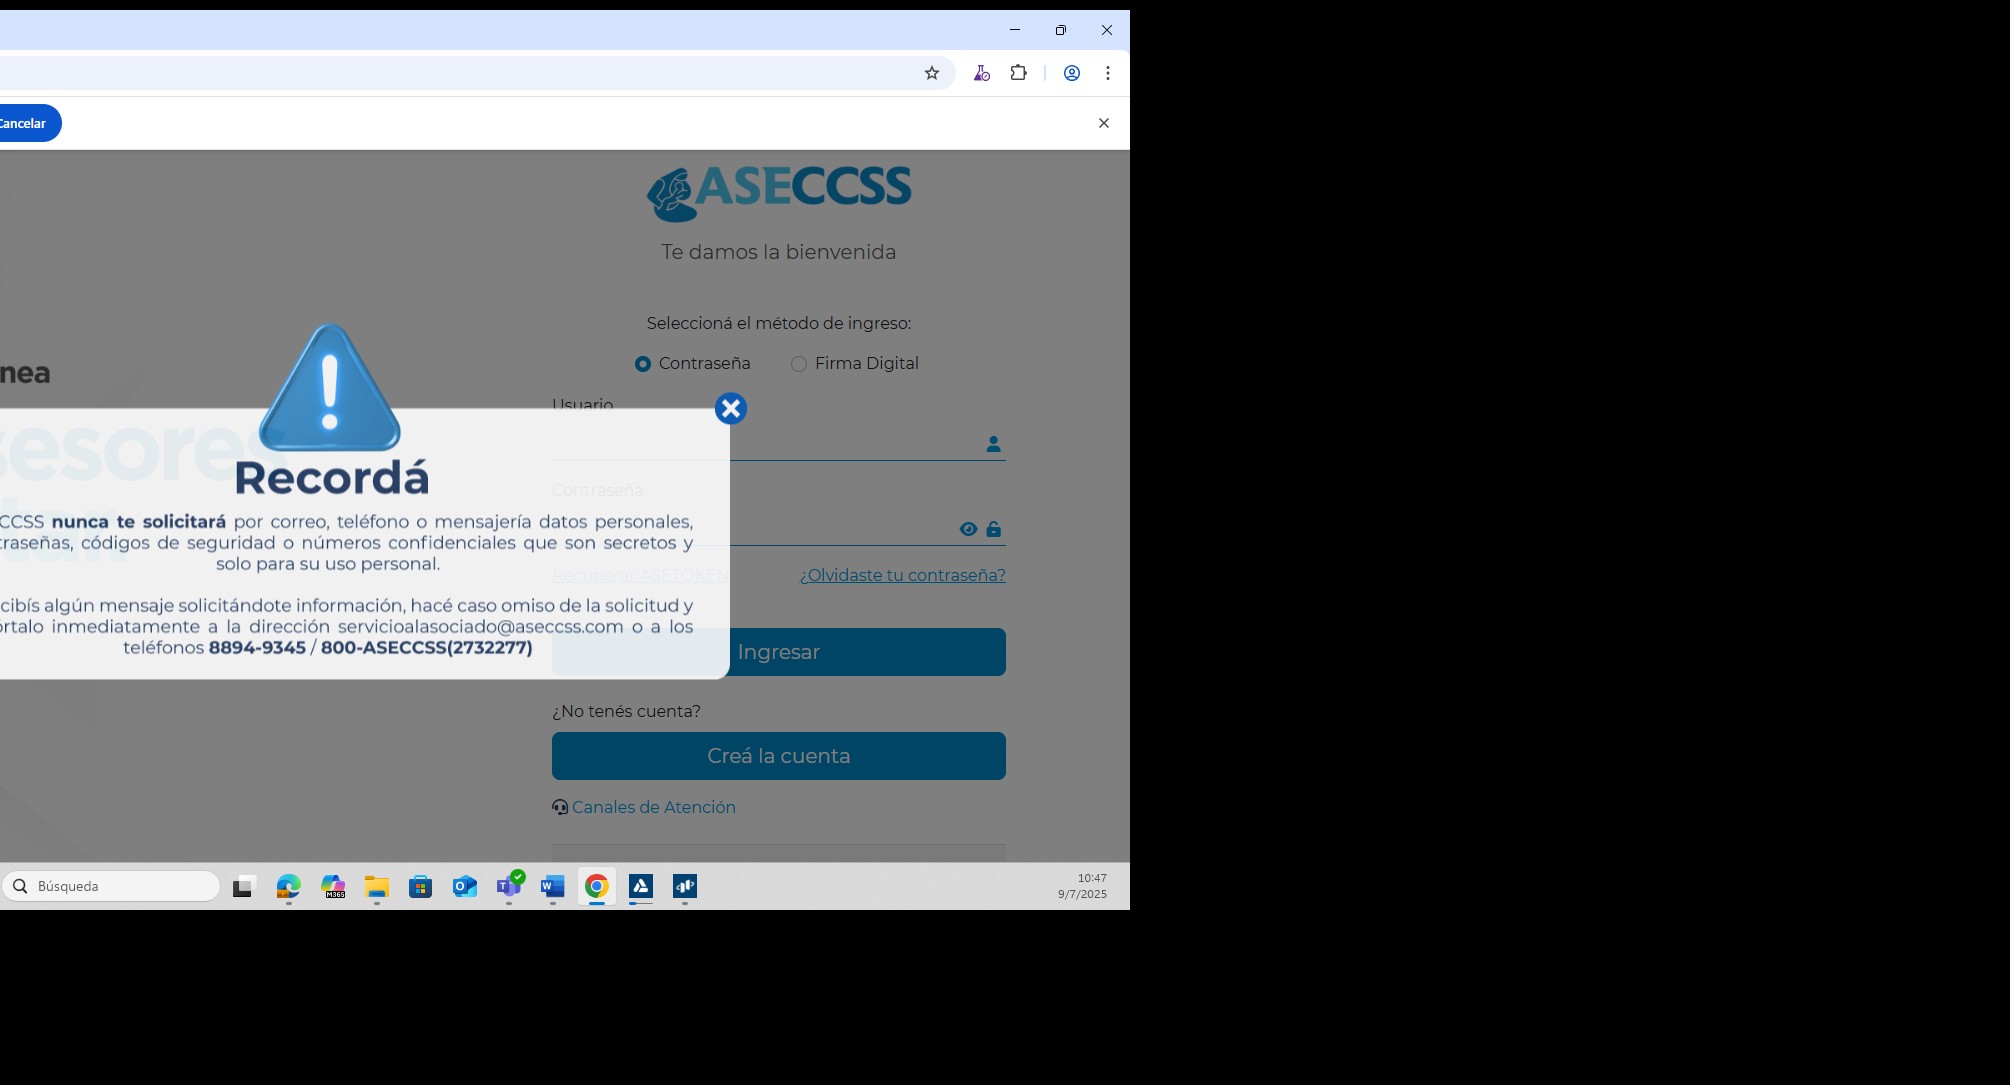 Cancelar
ASECCSS
Te damos la bienvenida
Seleccioná el método de ingreso:
Contraseña Firma Digital
nea
Usuario
sesores
Recordá
Contraseña
CCSS nunca te solicitará por correo, teléfono o mensajería datos personales,
traseñas, códigos de seguridad o números confidenciales que son secretos y
solo para su uso personal.
Recuperar ASETOKEN ¿Olvidaste tu contraseña?
cibís algún mensaje solicitándote información, hacé caso omiso de la solicitud y
órtalo inmediatamente a la dirección servicioalasociado@aseccss.com o a los
teléfonos 8894-9345 / 800-ASECCSS(2732277)
Ingresar
¿No tenés cuenta?
Creá la cuenta
Canales de Atención
Búsqueda
M365
10:47
9/7/2025